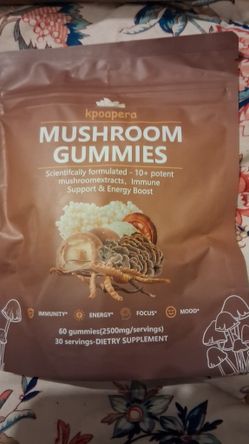 kpoapera
MUSHROOM
GUMMIES
Scientifcally formulated - 10+ potent
mushroomextracts, Immune
Support & Energy Boost
IMMUNITY* ENERGY* FOCUS* MOOD*
60 gummies(2500mg/servings)
30 servings-DIETRY SUPPLEMENT